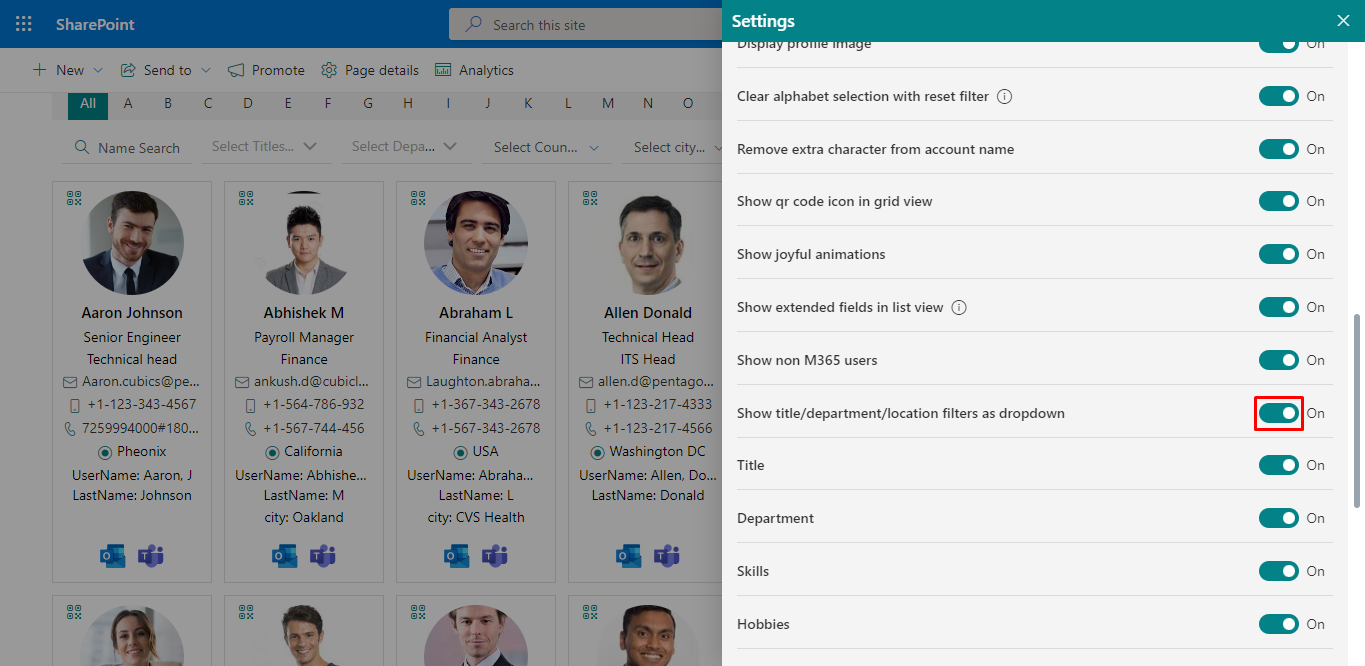 SharePoint
Search this site
New
Send to
Promote
Page details
Analytics
All A B C D E F G H I J K L M N O
Name Search
Select Titles...
Select Depa...
Select Coun...
Select city...
Aaron Johnson
Senior Engineer
Technical head
Aaron.cubics@pe...
+1-123-343-4567
7259994000#180...
Pheonix
UserName: Aaron, J
LastName: Johnson
Abhishek M
Payroll Manager
Finance
ankush.d@cubicl...
+1-564-786-932
+1-567-744-456
California
UserName: Abhishe...
LastName: M
city: Oakland
Abraham L
Financial Analyst
Finance
Laughton.abraha...
+1-367-343-2678
+1-567-343-2678
USA
UserName: Abraha...
LastName: L
city: CVS Health
Allen Donald
Technical Head
ITS Head
allen.d@pentago...
+1-123-217-4333
+1-123-217-4566
Washington DC
UserName: Allen, Do...
LastName: Donald
Settings
Display profile image On
Clear alphabet selection with reset filter On
Remove extra character from account name On
Show qr code icon in grid view On
Show joyful animations On
Show extended fields in list view On
Show non M365 users On
Show title/department/location filters as dropdown On
Title On
Department On
Skills On
Hobbies On